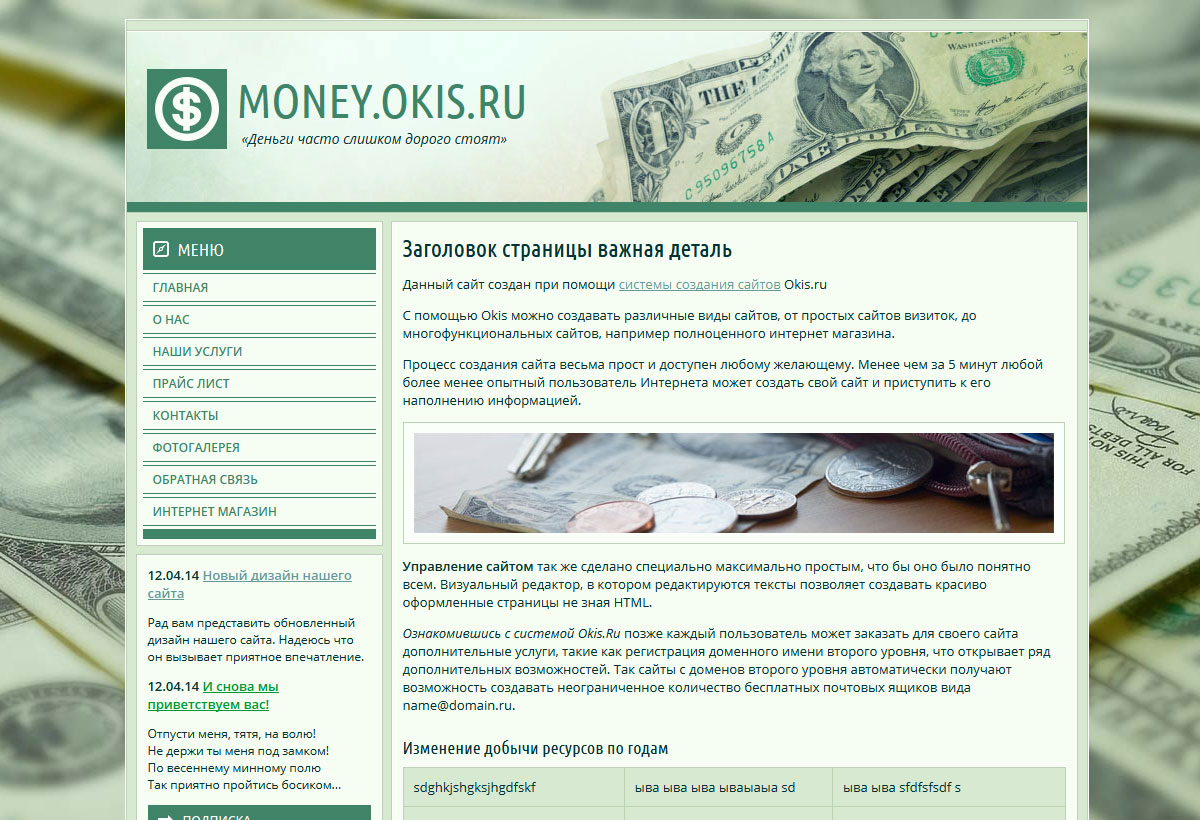 MONEY.OKIS.RU
«Деньги часто слишком дорого стоят»
WASHINGTON, D.C.
THE
C 95096758 A
ONE DOLLAR
МЕНЮ
ГЛАВНАЯ
О НАС
НАШИ УСЛУГИ
ПРАЙС ЛИСТ
КОНТАКТЫ
ФОТОГАЛЕРЕЯ
ОБРАТНАЯ СВЯЗЬ
ИНТЕРНЕТ МАГАЗИН
12.04.14 Новый дизайн нашего
сайта
Рад вам представить обновленный
дизайн нашего сайта. Надеюсь что
он вызывает приятное впечатление.
12.04.14 И снова мы
приветствуем вас!
Отпусти меня, тятя, на волю!
Не держи ты меня под замком!
По весеннему минному полю
Так приятно пройтись босиком...
ПОДПИСКА
Заголовок страницы важная деталь
Данный сайт создан при помощи системы создания сайтов Okis.ru
С помощью Okis можно создавать различные виды сайтов, от простых сайтов визиток, до
многофункциональных сайтов, например полноценного интернет магазина.
Процесс создания сайта весьма прост и доступен любому желающему. Менее чем за 5 минут любой
более менее опытный пользователь Интернета может создать свой сайт и приступить к его
наполнению информацией.
Управление сайтом так же сделано специально максимально простым, что бы оно было понятно
всем. Визуальный редактор, в котором редактируются тексты позволяет создавать красиво
оформленные страницы не зная HTML.
Ознакомившись с системой Okis.Ru позже каждый пользователь может заказать для своего сайта
дополнительные услуги, такие как регистрация доменного имени второго уровня, что открывает ряд
дополнительных возможностей. Так сайты с доменов второго уровня автоматически получают
возможность создавать неограниченное количество бесплатных почтовых ящиков вида
name@domain.ru.
Изменение добычи ресурсов по годам
sdghkjshgksjhgdfskf
ыва ыва ыва ываыаыа sd
ыва ыва sfdfsfsdf s
THIS NO
FOR ALL DEBTS